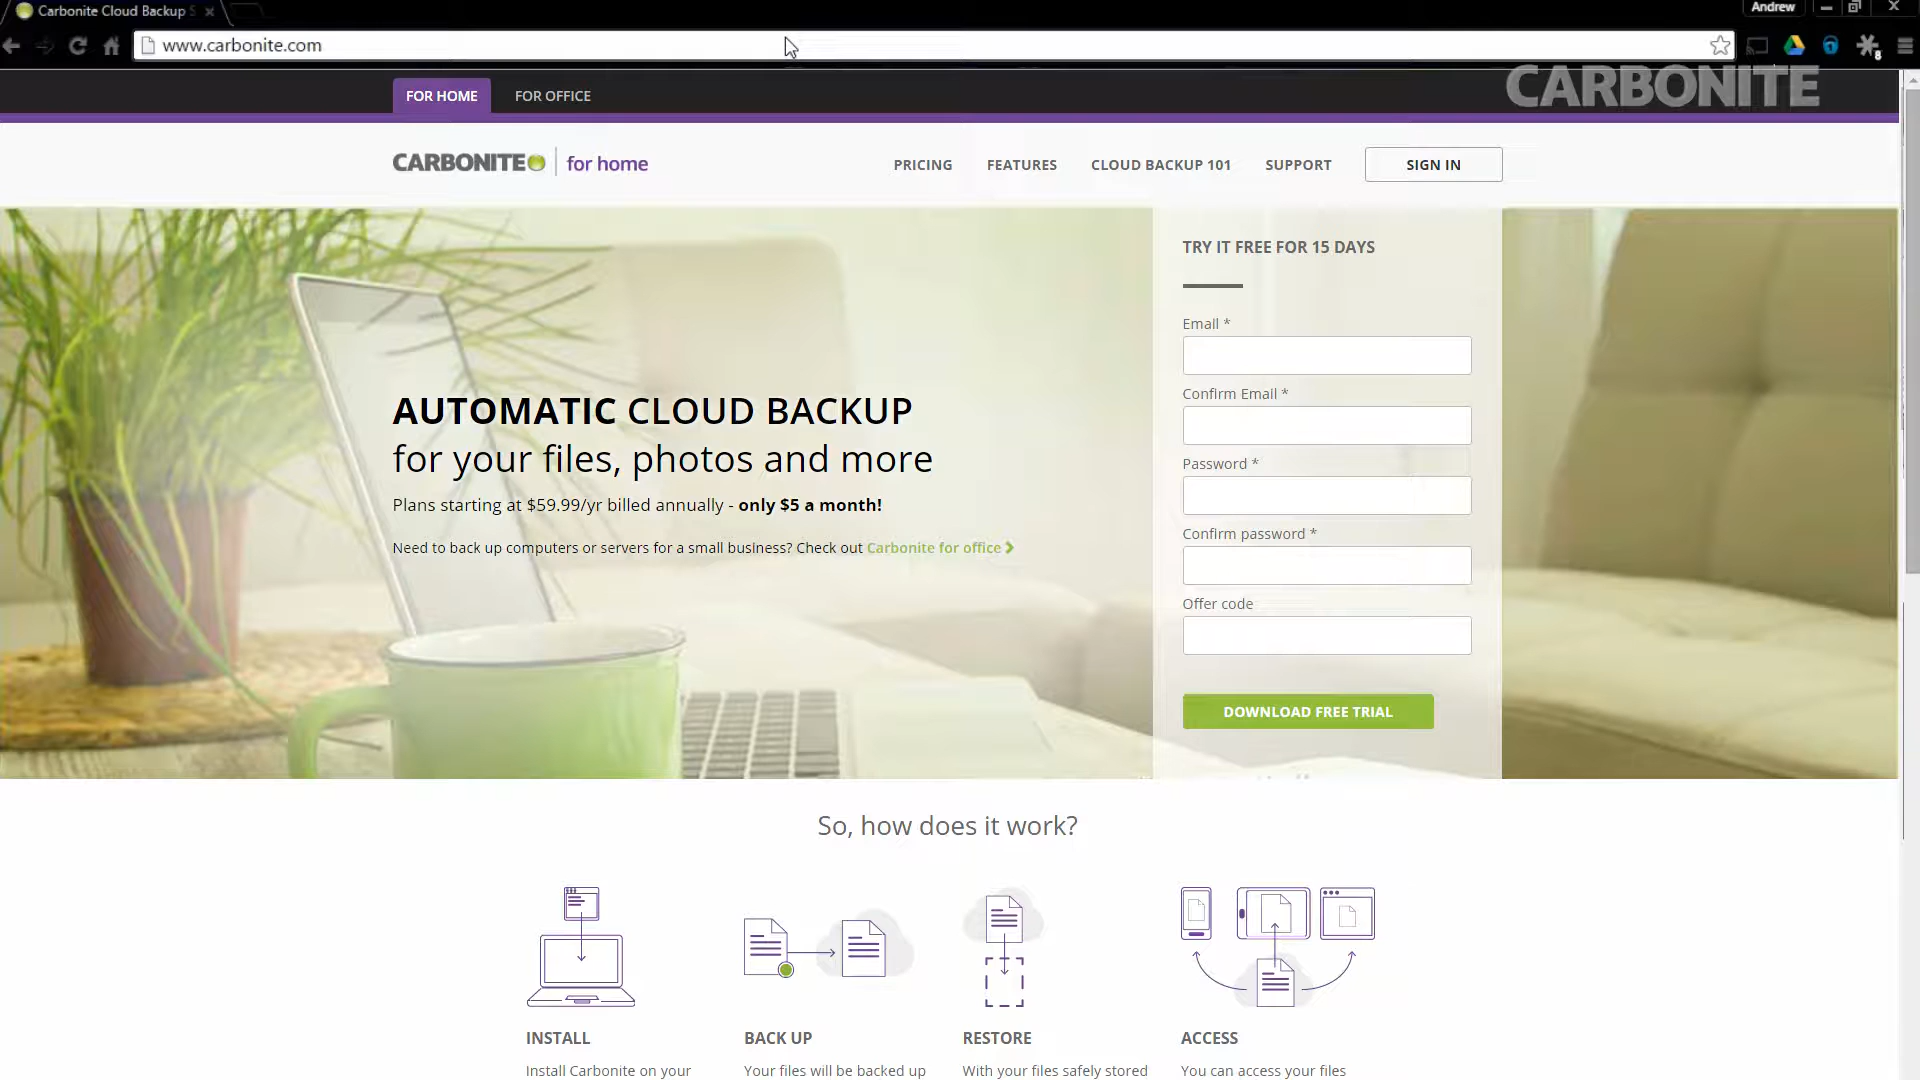 Carbonite Cloud Backup S
Andrew
www.carbonite.com
8
CARBONITE
FOR HOME
FOR OFFICE
CARBONITE for home
PRICING
FEATURES
CLOUD BACKUP 101
SUPPORT
SIGN IN
TRY IT FREE FOR 15 DAYS
Email *
Confirm Email *
Password *
Confirm password *
Offer code
DOWNLOAD FREE TRIAL
AUTOMATIC CLOUD BACKUP
for your files, photos and more
Plans starting at $59.99/yr billed annually - only $5 a month!
Need to back up computers or servers for a small business? Check out Carbonite for office
So, how does it work?
INSTALL
Install Carbonite on your
BACK UP
Your files will be backed up
RESTORE
With your files safely stored
ACCESS
You can access your files